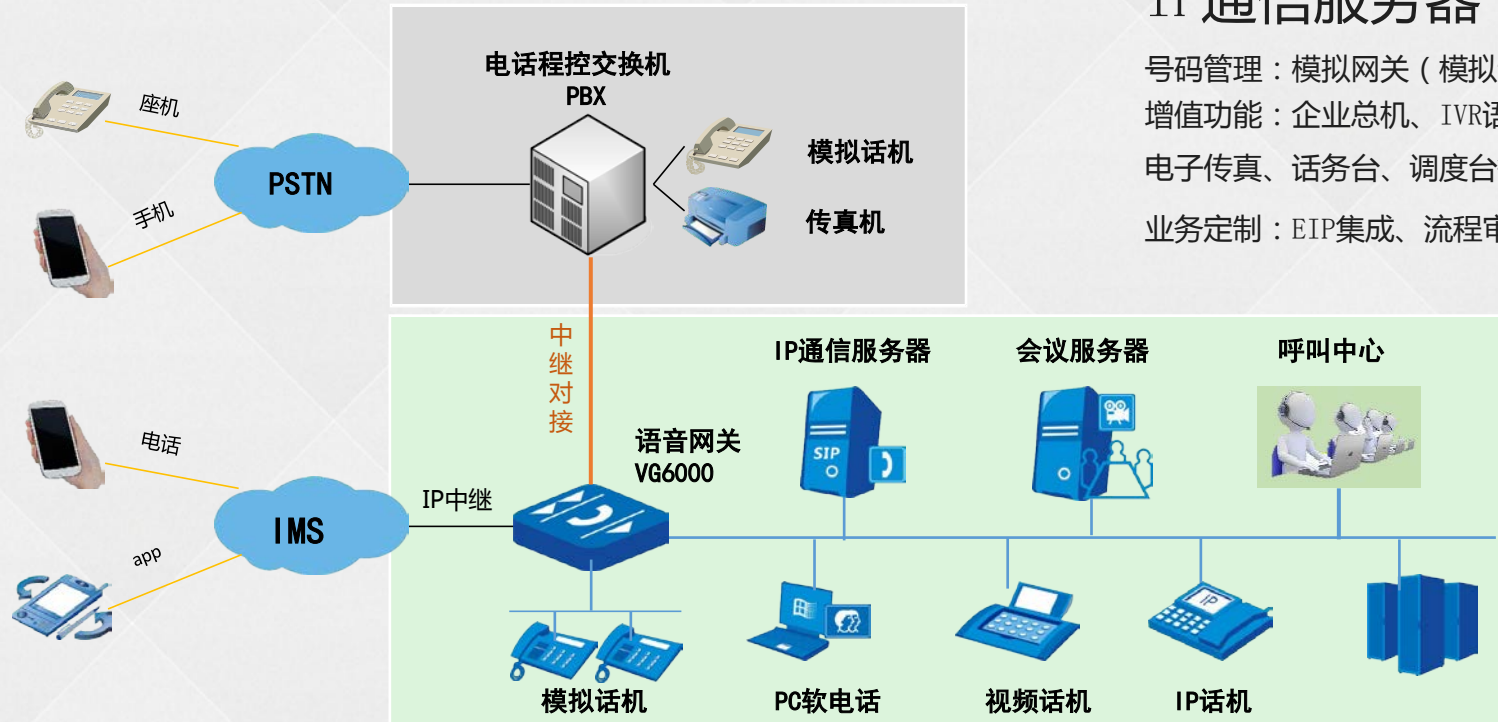 IP通信服务器
号码管理：模拟网关（模拟
增值功能：企业总机、IVR语
电子传真、话务台、调度台
业务定制：EIP集成、流程审
电话程控交换机
PBX
座机
模拟话机
PSTN
手机
传真机
中继对接
IP通信服务器
会议服务器
呼叫中心
电话
语音网关
VG6000
SIP
IP中继
IMS
app
IP
模拟话机
PC软电话
视频话机
IP话机